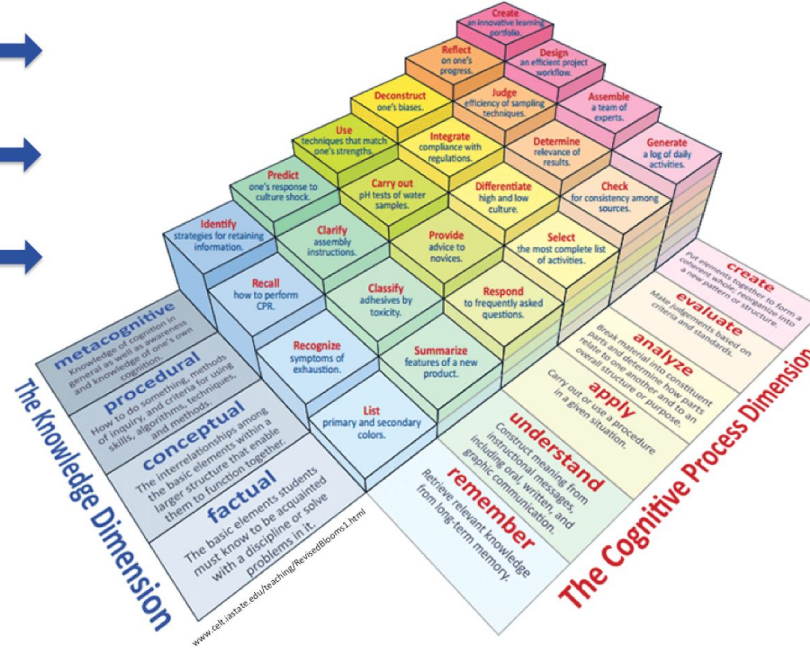 Create
an innovative learning
portfolio.
Reflect
on one's
progress.
Design
an efficient project
workflow.
Deconstruct
one's biases.
Judge
efficiency of sampling
techniques.
Assemble
a team of
experts.
Use
techniques that match
one's strengths.
Integrate
compliance with
regulations.
Determine
relevance of
results.
Generate
a log of daily
activities.
Predict
one's response to
culture shock.
Carry out
pH tests of water
samples.
Differentiate
high and low
culture.
Check
for consistency among
sources.
Identify
strategies for retaining
information.
Clarify
assembly
instructions.
Provide
advice to
novices.
Select
the most complete list
of activities.
Recall
how to perform
CPR.
Classify
adhesives by
toxicity.
Respond
to frequently asked
questions.
Recognize
symptoms of
exhaustion.
Summarize
features of a new
product.
List
primary and secondary
colors.
metacognitive
Knowledge of cognition in
general as well as awareness
and knowledge of one's own
cognition.
procedural
How to do something, methods
of inquiry, and criteria for using
skills, algorithms, techniques,
and methods.
conceptual
The interrelationships among
the basic elements within a
larger structure that enable
them to function together.
factual
The basic elements students
must know to be acquainted
with a discipline or solve
problems in it.
The Knowledge Dimension
www.celt.iastate.edu/teaching/RevisedBlooms1.html
create
Put elements together to form a
coherent whole; reorganize into
a new pattern or structure.
evaluate
Make judgements based on
criteria and standards.
analyze
Break material into constituent
parts and determine how parts
relate to one another and to an
overall structure or purpose.
apply
Carry out or use a procedure
in a given situation.
understand
Construct meaning from
instructional messages,
including oral, written, and
graphic communication.
remember
Retrieve relevant knowledge
from long-term memory.
The Cognitive Process Dimension